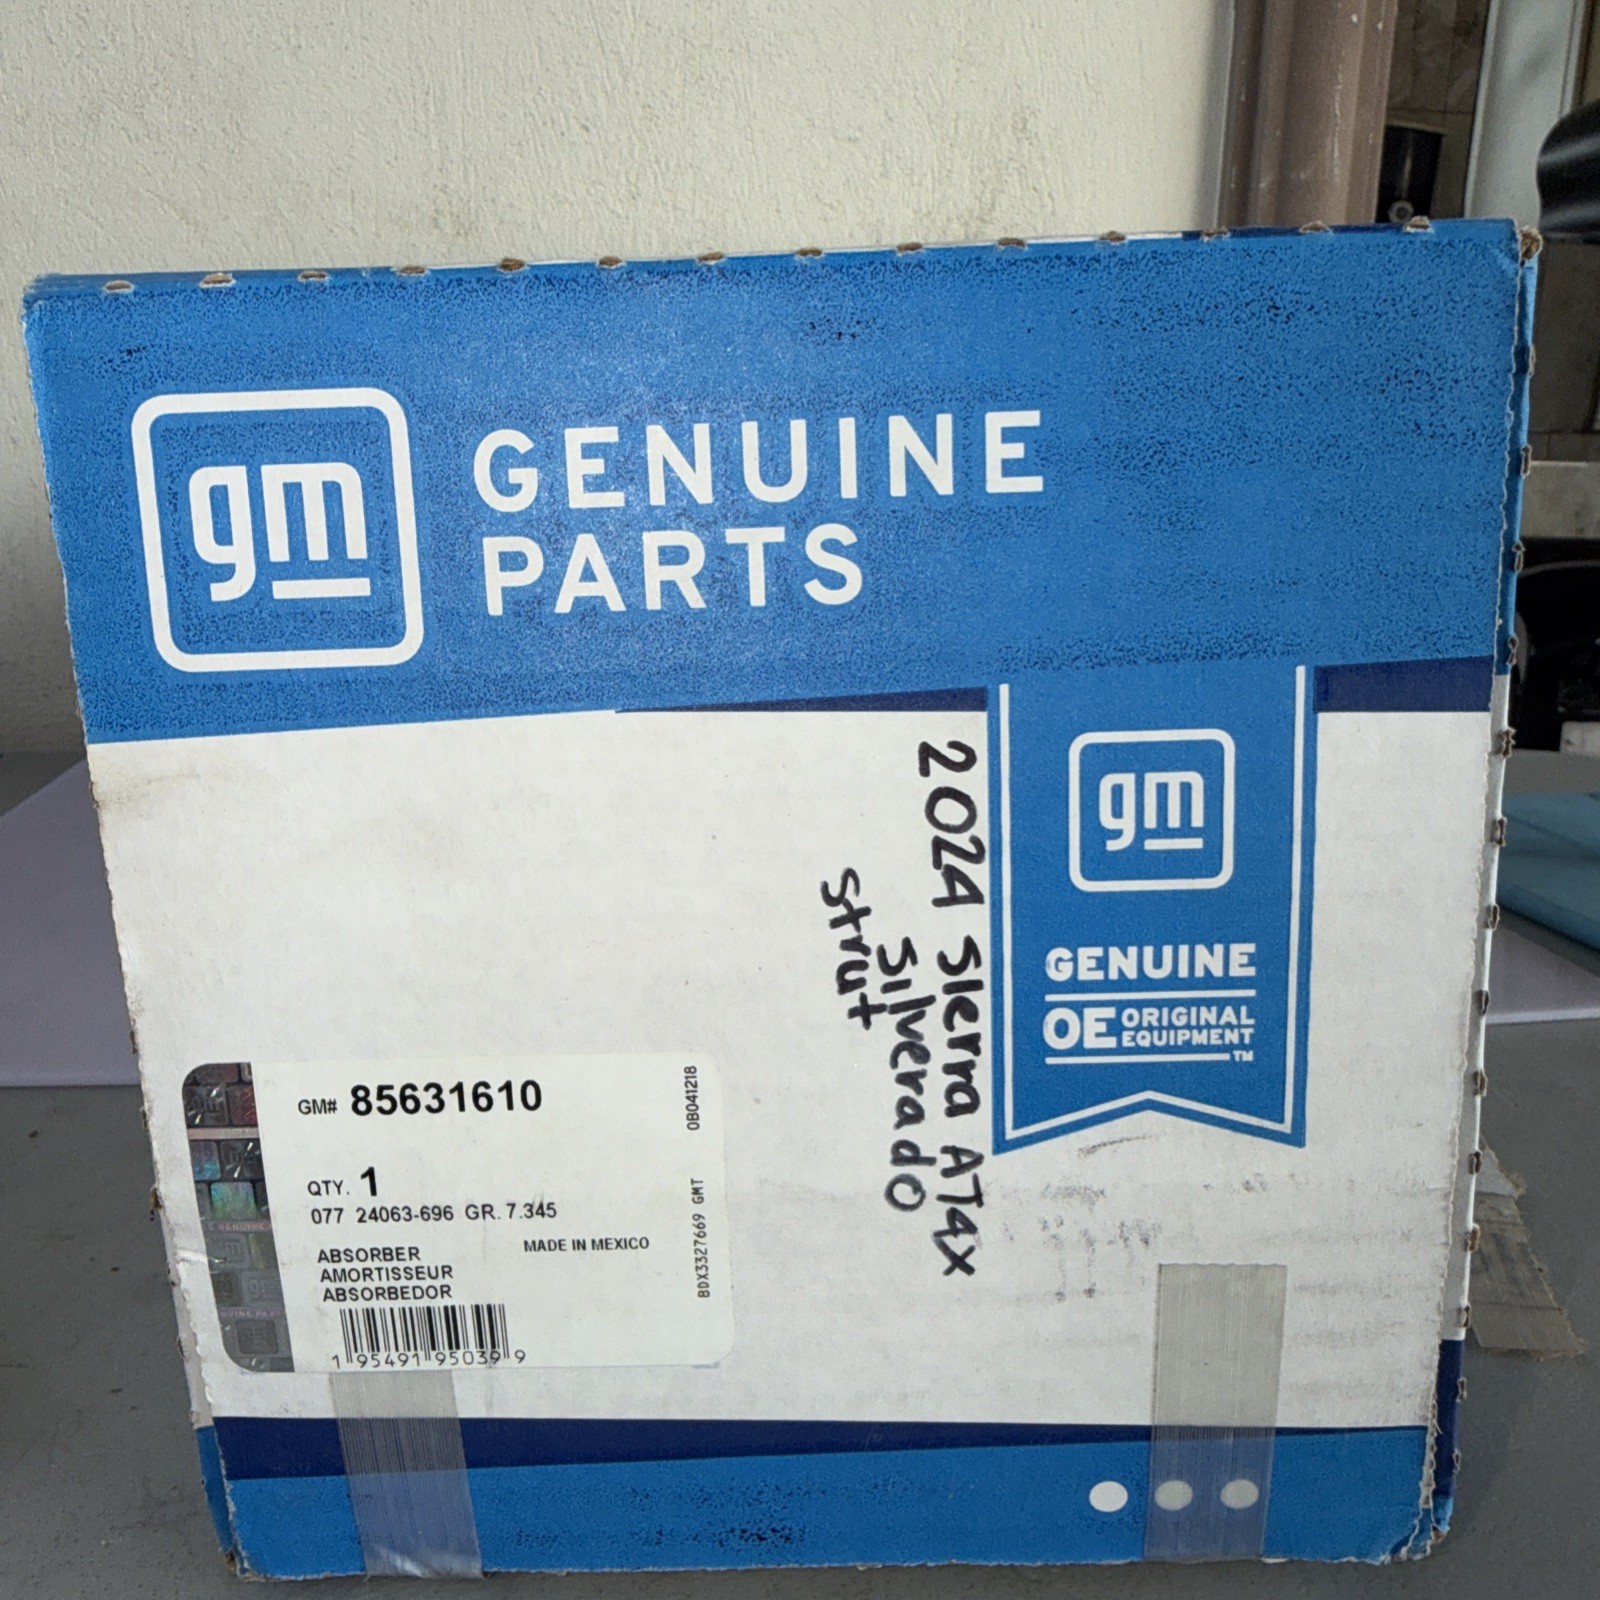 gm
GENUINE
PARTS
gm
GENUINE
OE ORIGINAL
EQUIPMENT
TM
2024 Sierra AT4X
Silverado
strut
GM# 85631610
QTY. 1
077 24063-696 GR. 7.345
MADE IN MEXICO
ABSORBER
AMORTISSEUR
ABSORBEDOR
1 95491 95039 9
0B041218
BDX3327669 GMT